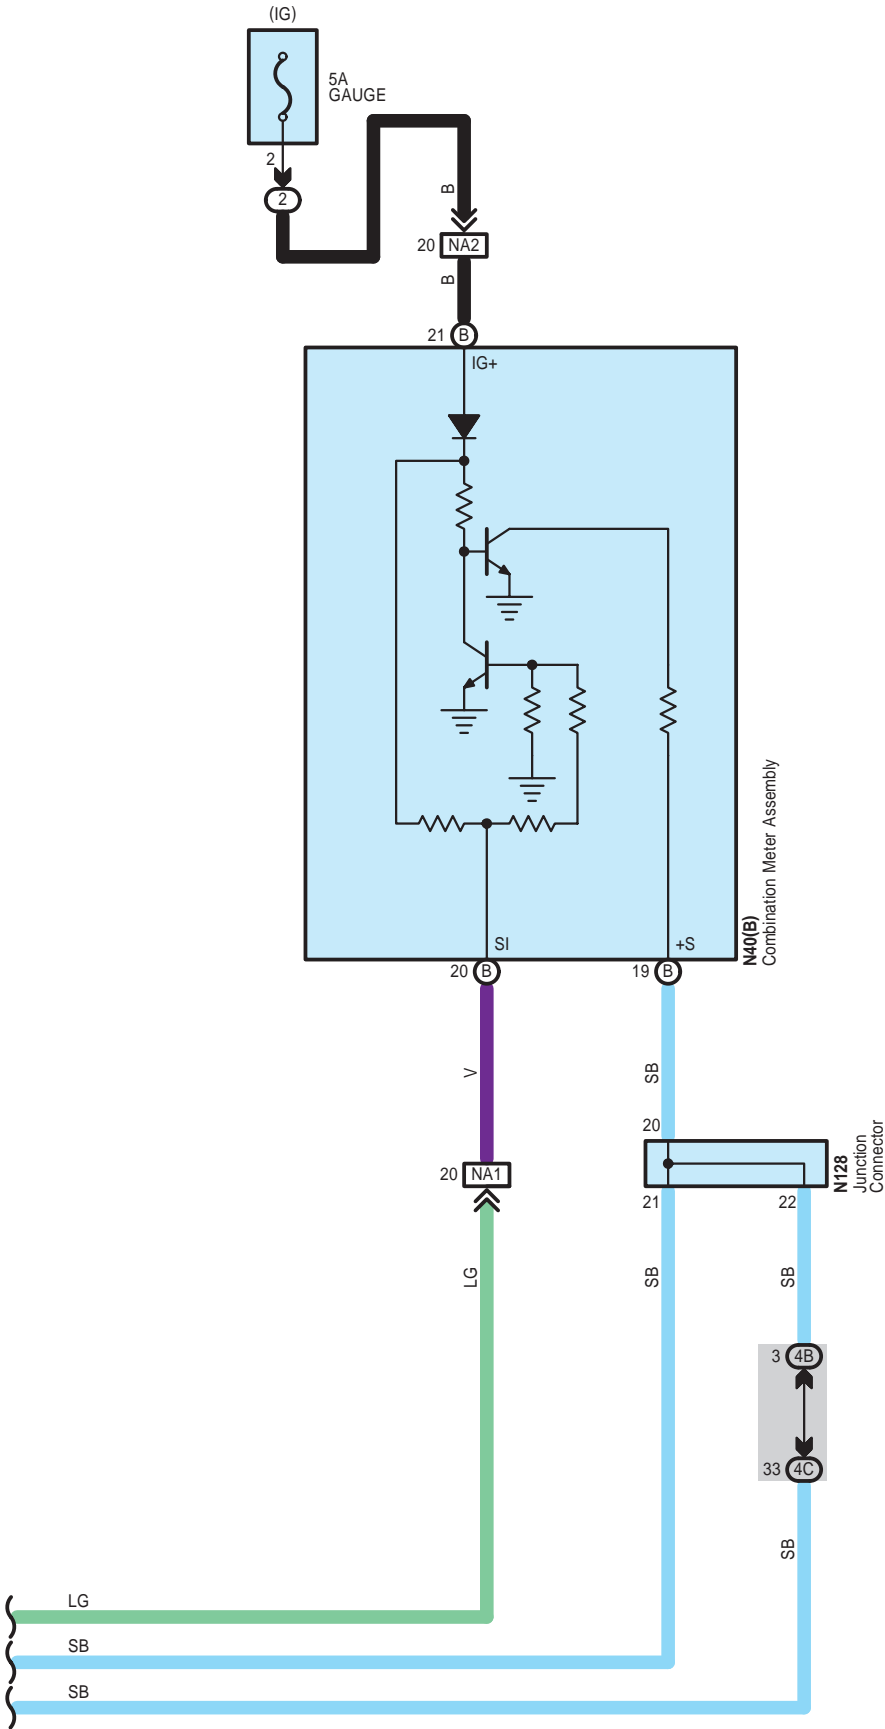 (IG)
5A
GAUGE
2
2
B
20 NA2
B
21 B
IG+
SI
+S
N40(B)
Combination Meter Assembly
20 B
19 B
V
SB
20
20 NA1
N128
Junction
Connector
21
22
LG
SB
SB
3 4B
33 4C
SB
LG
SB
SB